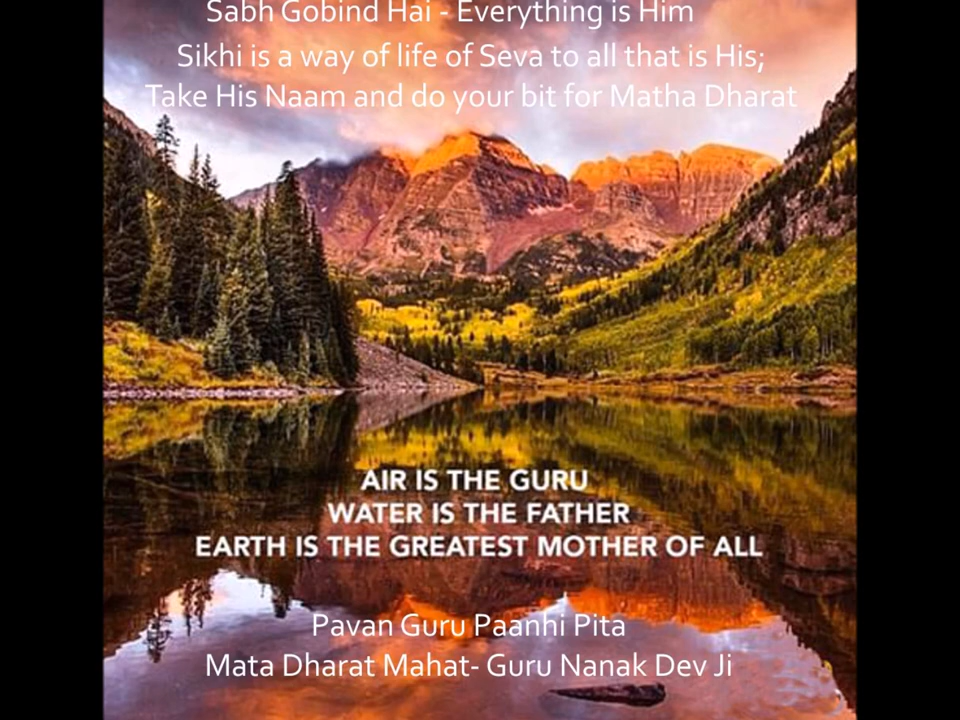 Sabh Gobind Hai - Everything is Him
Sikhi is a way of life of Seva to all that is His;
Take His Naam and do your bit for Matha Dharat
AIR IS THE GURU
WATER IS THE FATHER
EARTH IS THE GREATEST MOTHER OF ALL
Pavan Guru Paanhi Pita
Mata Dharat Mahat- Guru Nanak Dev Ji